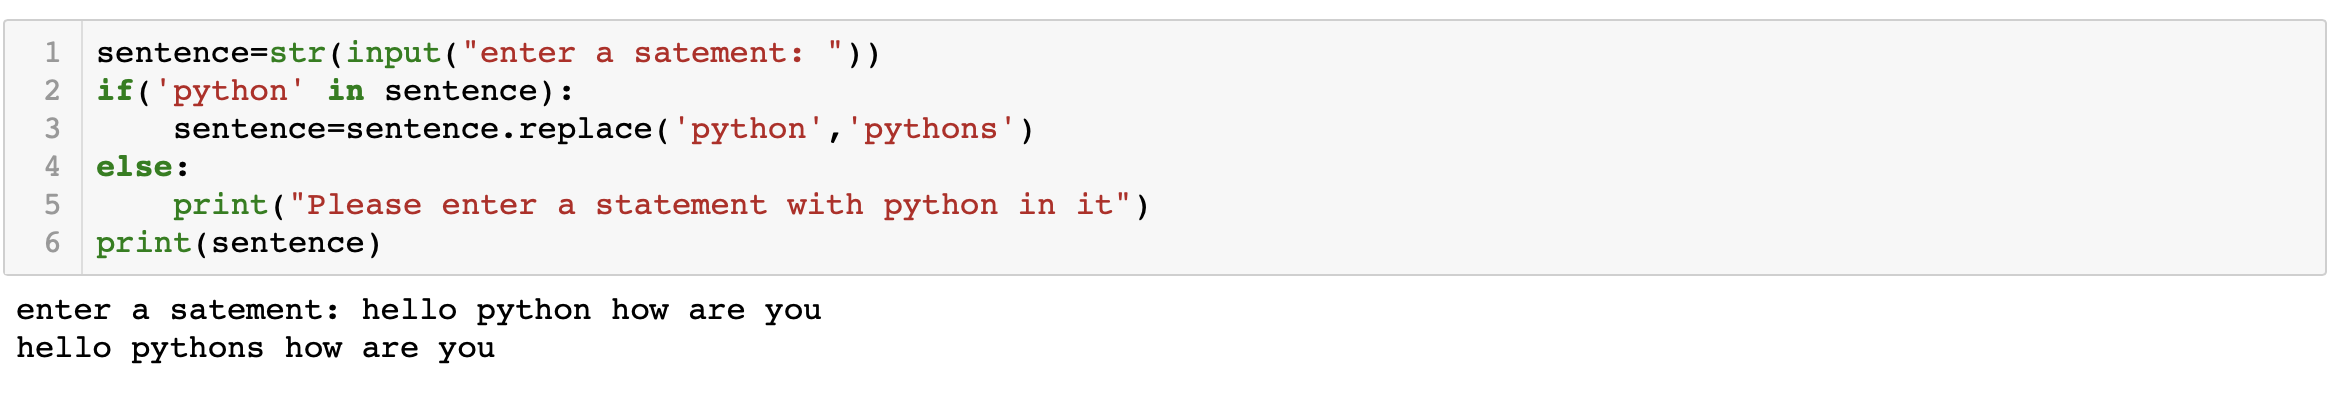 1 sentence=str(input("enter a satement: "))
2 if('python' in sentence):
3     sentence=sentence.replace('python','pythons')
4 else:
5     print("Please enter a statement with python in it")
6 print(sentence)
enter a satement: hello python how are you
hello pythons how are you